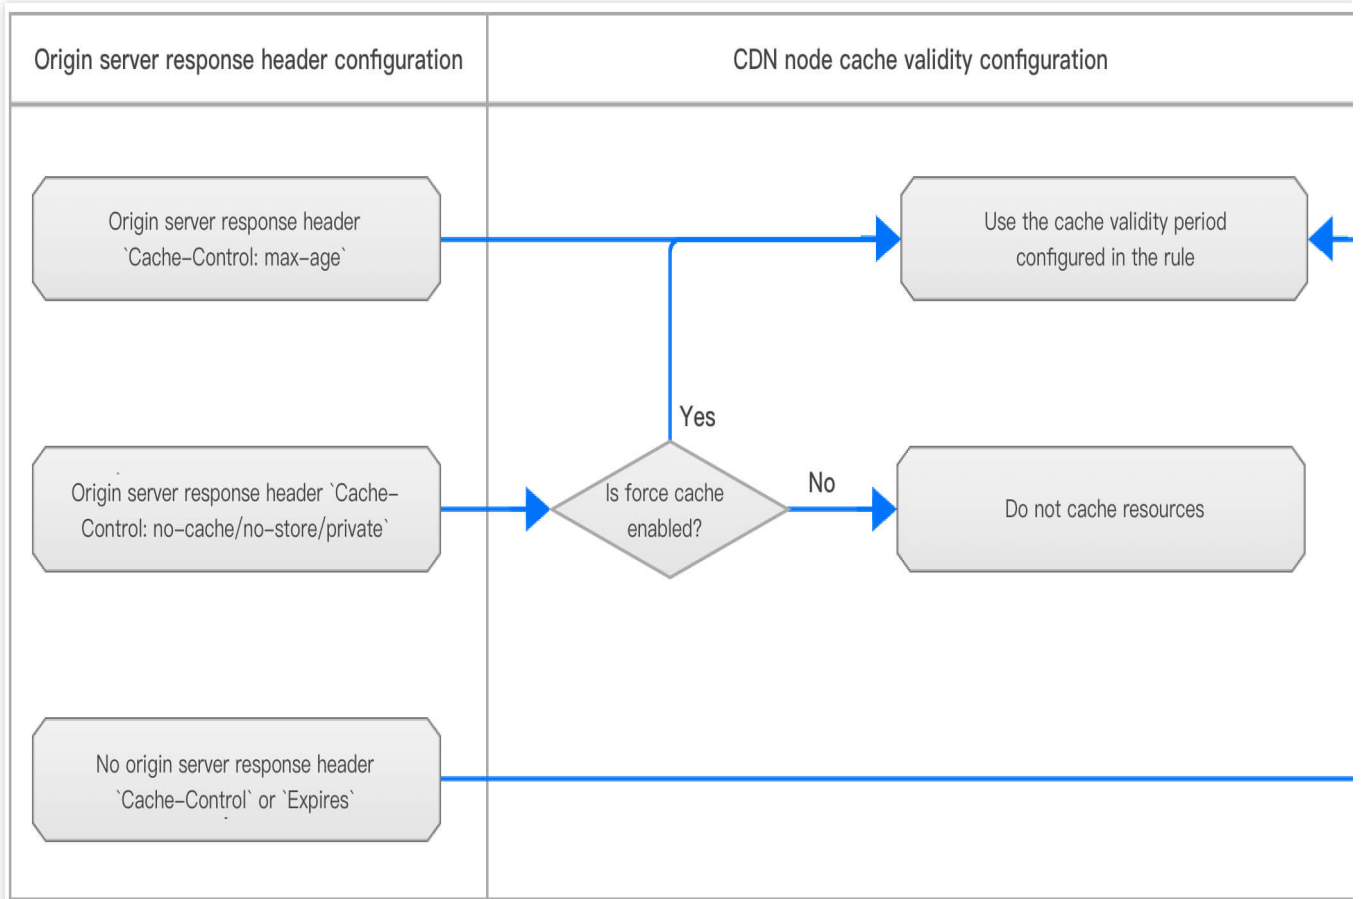 Origin server response header configuration
CDN node cache validity configuration
Origin server response header
`Cache-Control: max-age`
Use the cache validity period
configured in the rule
Yes
Origin server response header `Cache-
Control: no-cache/no-store/private`
Is force cache
enabled?
No
Do not cache resources
No origin server response header
`Cache-Control` or `Expires`